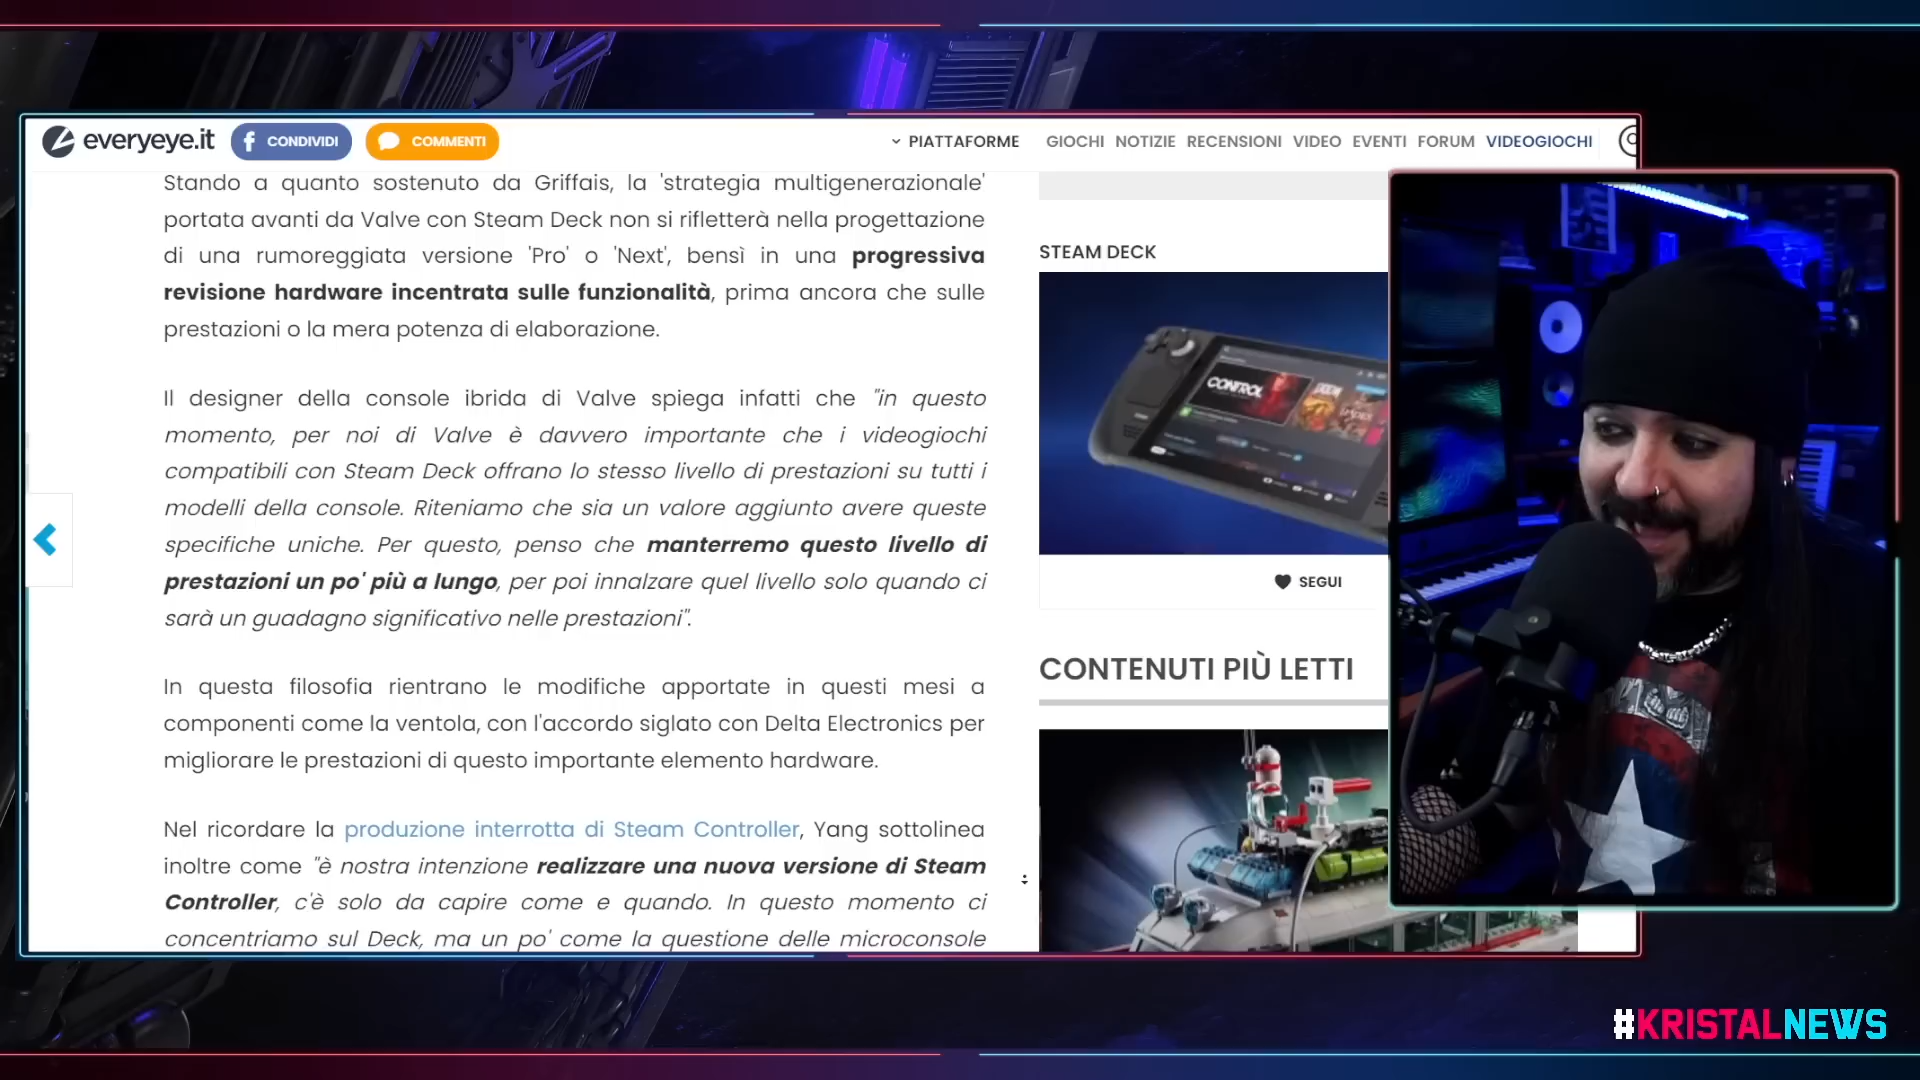 everyeye.it
CONDIVIDI
COMMENTI
PIATTAFORME
GIOCHI NOTIZIE RECENSIONI VIDEO EVENTI FORUM VIDEOGIOCHI
Stando a quanto sostenuto da Griffais, la 'strategia multigenerazionale'
portata avanti da Valve con Steam Deck non si rifletterà nella progettazione
di una rumoreggiata versione 'Pro' o 'Next', bensì in una progressiva
revisione hardware incentrata sulle funzionalità, prima ancora che sulle
prestazioni o la mera potenza di elaborazione.
Il designer della console ibrida di Valve spiega infatti che "in questo
momento, per noi di Valve è davvero importante che i videogiochi
compatibili con Steam Deck offrano lo stesso livello di prestazioni su tutti i
modelli della console. Riteniamo che sia un valore aggiunto avere queste
specifiche uniche. Per questo, penso che manterremo questo livello di
prestazioni un po' più a lungo, per poi innalzare quel livello solo quando ci
sarà un guadagno significativo nelle prestazioni".
In questa filosofia rientrano le modifiche apportate in questi mesi a
componenti come la ventola, con l'accordo siglato con Delta Electronics per
migliorare le prestazioni di questo importante elemento hardware.
Nel ricordare la produzione interrotta di Steam Controller, Yang sottolinea
inoltre come "è nostra intenzione realizzare una nuova versione di Steam
Controller, c'è solo da capire come e quando. In questo momento ci
concentriamo sul Deck, ma un po' come la questione delle microconsole
STEAM DECK
CONTROL
SEGUI
CONTENUTI PIÙ LETTI
#KRISTALNEWS